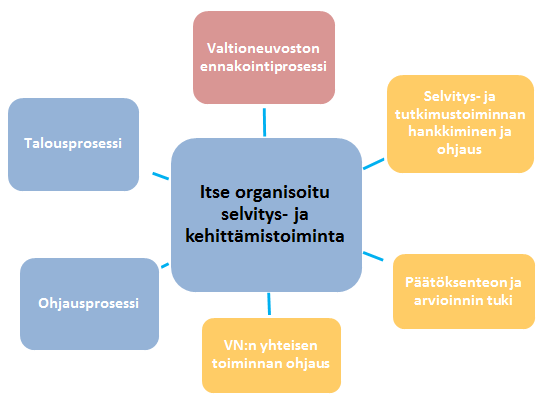 Valtioneuvoston
ennakointiprosessi
Selvitys- ja
tutkimustoiminnan
hankkiminen ja
ohjaus
Talousprosessi
Itse organisoitu
selvitys- ja
kehittämistoiminta
Ohjausprosessi
Päätöksenteon ja
arvioinnin tuki
VN:n yhteisen
toiminnan ohjaus